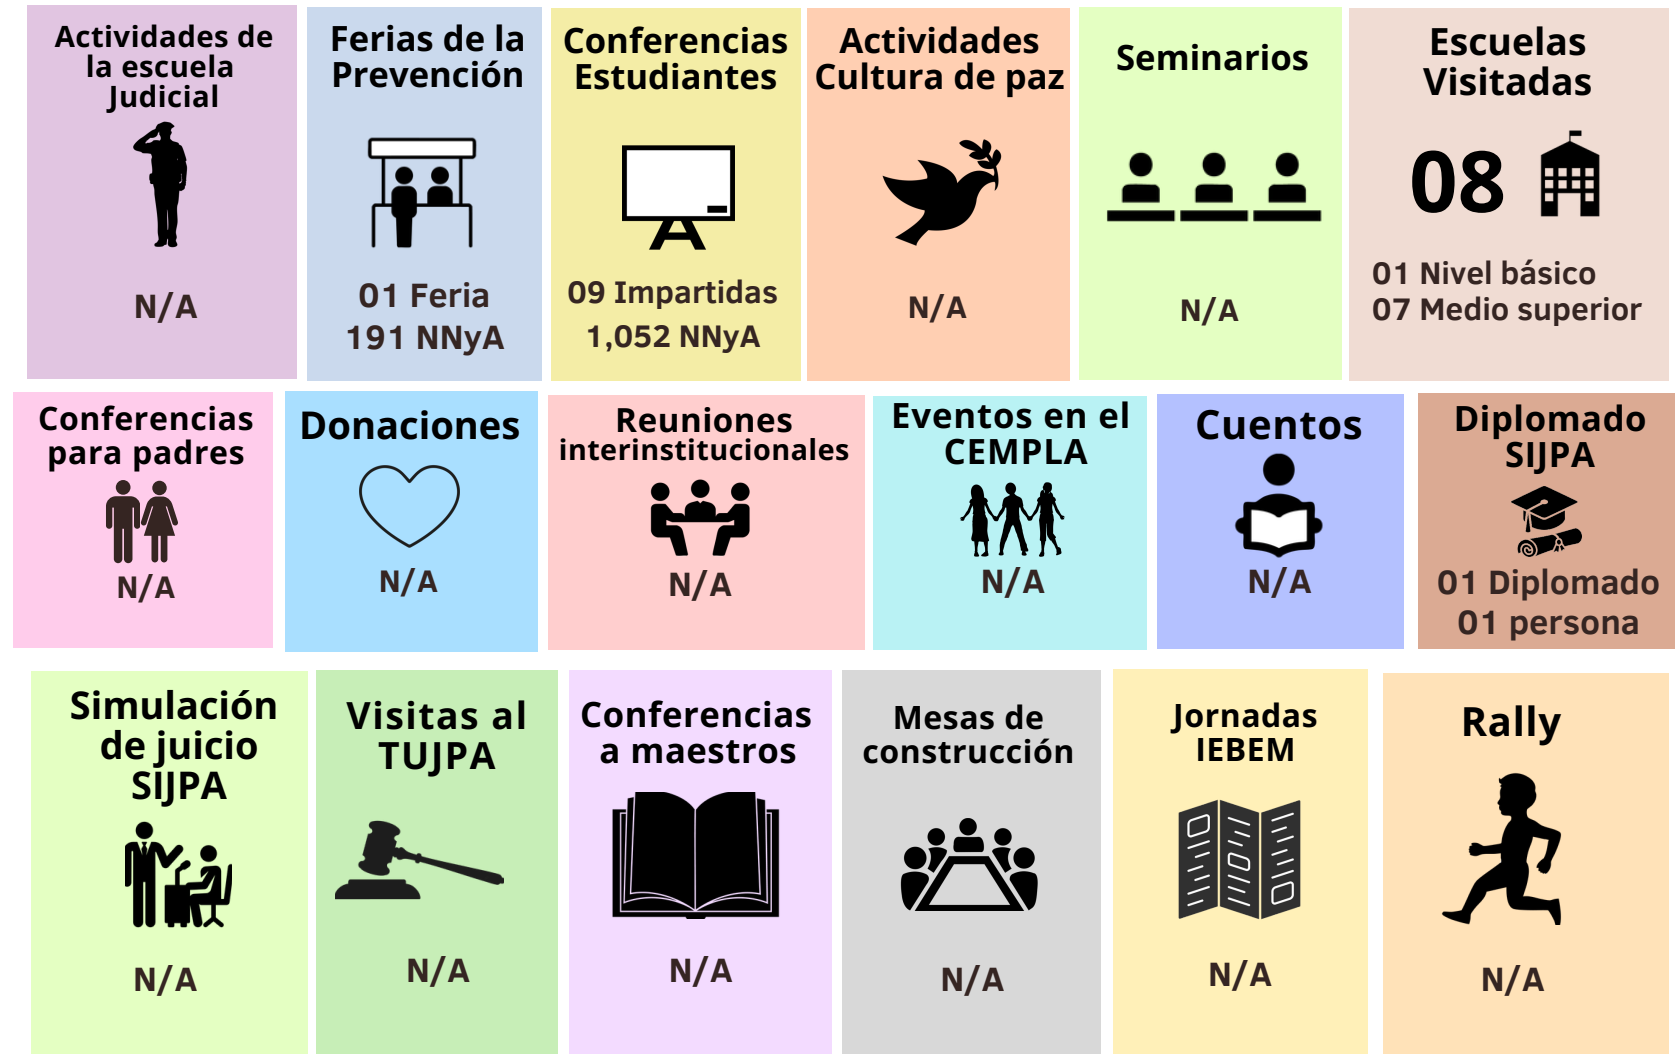 Actividades de
la escuela
Judicial
N/A
Ferias de la
Prevención
01 Feria
191 NNyA
Conferencias
Estudiantes
09 Impartidas
1,052 NNyA
Actividades
Cultura de paz
N/A
Seminarios
N/A
Escuelas
Visitadas
08
01 Nivel básico
07 Medio superior
Conferencias
para padres
N/A
Donaciones
N/A
Reuniones
interinstitucionales
N/A
Eventos en el
CEMPLA
N/A
Cuentos
N/A
Diplomado
SIJPA
01 Diplomado
01 persona
Simulación
de juicio
SIJPA
N/A
Visitas al
TUJPA
N/A
Conferencias
a maestros
N/A
Mesas de
construcción
N/A
Jornadas
IEBEM
N/A
Rally
N/A